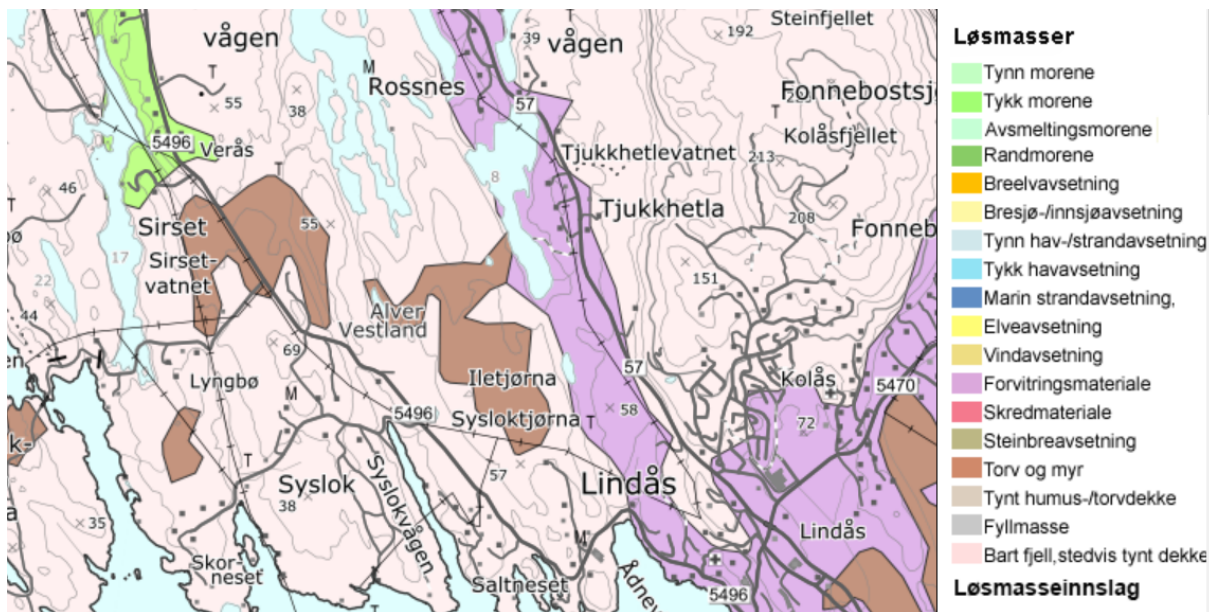 Steinfjellet
192
vågen
39
vågen
T
M
T
Rossnes
57
Fonnebostsj
T
55
38
Kolåsfjellet
5496
Verås
Tjukkhetlevatnet
213
T
46
8
T
Sirset
55
Tjukkhetla
208
Fonneb
bø
Sirset-
vatnet
17
22
151
44
Alver
Vestland
en
69
57
Lyngbø
Iletjørna
Kolås
5470
M
5496
Sysloktjørna
T
58
72
k-
T
57
Syslok
Lindås
38
a
35
Syslokvågen
Lindås
M
Skor-
neset
Saltneset
Ådnev
5496
Løsmasser
Tynn morene
Tykk morene
Avsmeltingsmorene
Randmorene
Breelvavsetning
Bresjø-/innsjøavsetning
Tynn hav-/strandavsetning
Tykk havavsetning
Marin strandavsetning,
Elveavsetning
Vindavsetning
Forvitringsmateriale
Skredmateriale
Steinbreavsetning
Torv og myr
Tynt humus-/torvdekke
Fyllmasse
Bart fjell,stedvis tynt dekke
Løsmasseinnslag